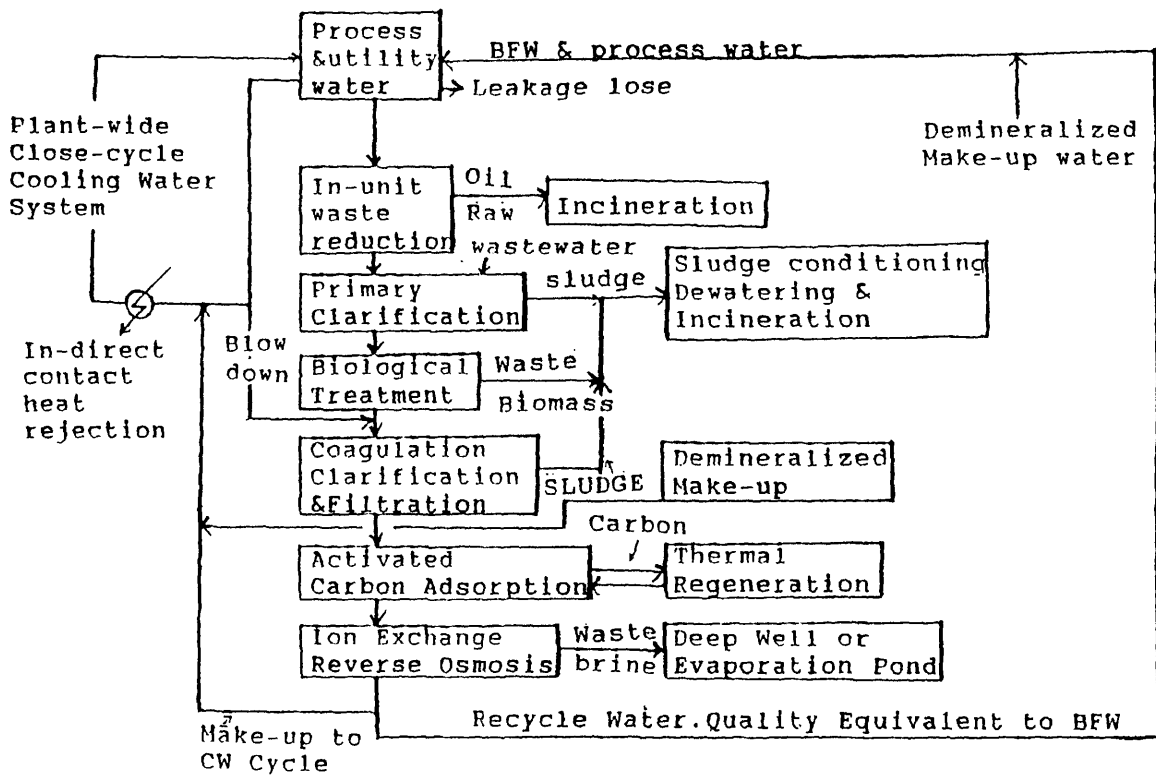 Process
&utility
water
BFW & process water
Leakage lose
Plant-wide
Close-cycle
Cooling Water
System
Demineralized
Make-up water
In-unit
waste
reduction
Oil
Raw
wastewater
Incineration
Primary
Clarification
sludge
Sludge conditioning
Dewatering &
Incineration
In-direct
contact
heat
rejection
Blow
down
Biological
Treatment
Waste
Biomass
Coagulation
Clarification
&Filtration
SLUDGE
Demineralized
Make-up
Carbon
Activated
Carbon Adsorption
Thermal
Regeneration
Ion Exchange
Reverse Osmosis
Waste
brine
Deep Well or
Evaporation Pond
Recycle Water.Quality Equivalent to BFW
Make-up to
CW Cycle